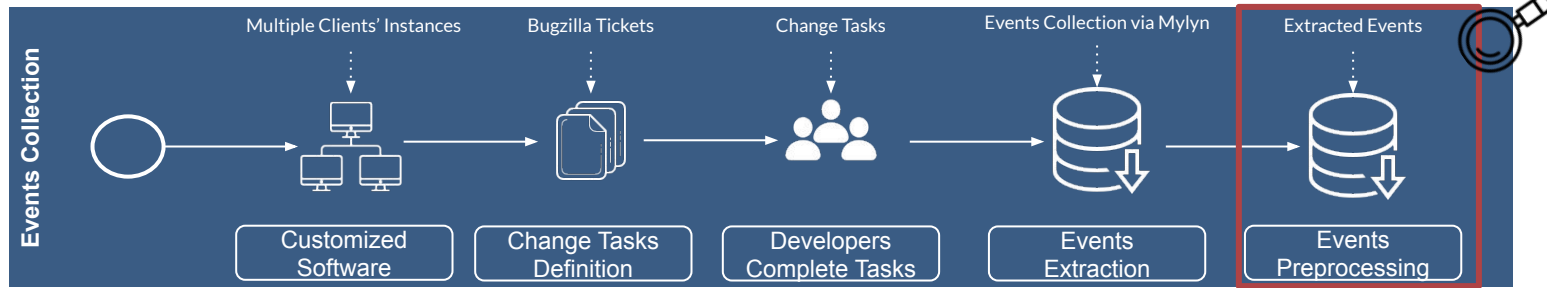 Events Collection
Multiple Clients' Instances
Bugzilla Tickets
Change Tasks
Events Collection via Mylyn
Extracted Events
Customized
Software
Change Tasks
Definition
Developers
Complete Tasks
Events
Extraction
Events
Preprocessing